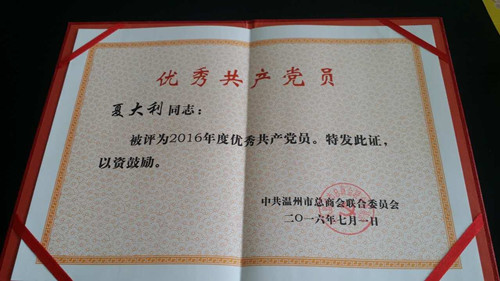 优秀共产党员
夏大利同志：
被评为2016年度优秀共产党员。特发此证，
以资鼓励。
中共温州市总商会联合委员会
二〇一六年七月一日